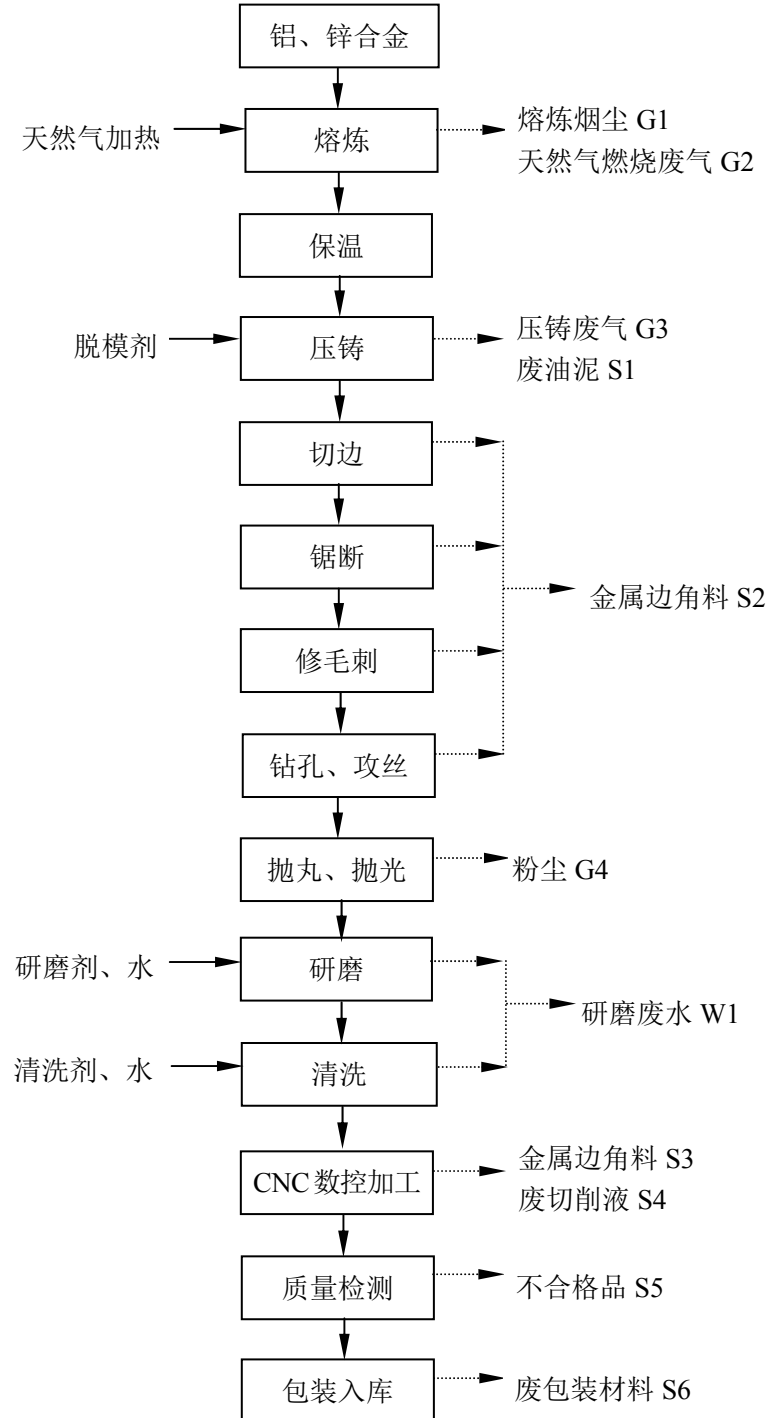 铝、锌合金
天然气加热
熔炼
熔炼烟尘 G1
天然气燃烧废气 G2
保温
脱模剂
压铸
压铸废气 G3
废油泥 S1
切边
锯断
金属边角料 S2
修毛刺
钻孔、攻丝
抛丸、抛光
粉尘 G4
研磨剂、水
研磨
研磨废水 W1
清洗剂、水
清洗
CNC 数控加工
金属边角料 S3
废切削液 S4
质量检测
不合格品 S5
包装入库
废包装材料 S6